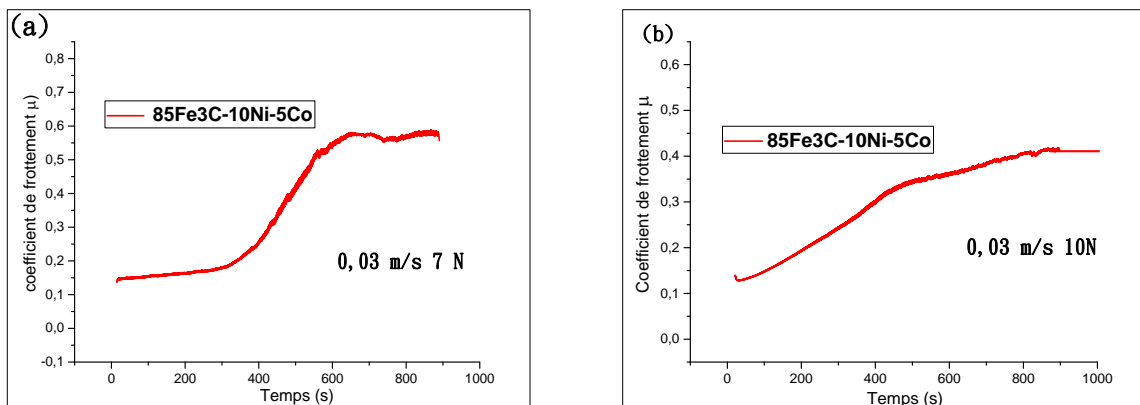 (a)
0,8
0,7
0,6
0,5
0,4
0,3
0,2
0,1
0,0
-0,1
coefficient de frottement μ)
85Fe3C-10Ni-5Co
0,03 m/s 7 N
0 200 400 600 800 1000
Temps (s)
(b)
0,6
0,5
0,4
0,3
0,2
0,1
0,0
Coefficient de frottement μ
85Fe3C-10Ni-5Co
0,03 m/s 10N
0 200 400 600 800 1000
Temps (s)